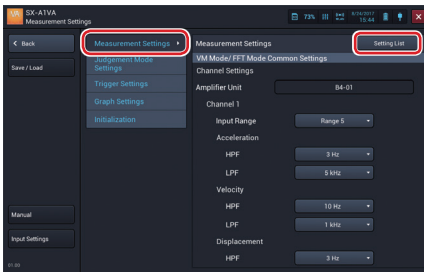 VA SX-A1VA
Measurement Settings
73%
8/14/2017
15:44
Back
Save / Load
Manual
Input Settings
01.00
Measurement Settings
Judgement Mode Settings
Trigger Settings
Graph Settings
Initialization
Measurement Settings
Setting List
VM Mode/ FFT Mode Common Settings
Channel Settings
Amplifier Unit B4-01
Channel 1
Input Range Range 5
Acceleration
HPF 3 Hz
LPF 5 kHz
Velocity
HPF 10 Hz
LPF 1 kHz
Displacement
HPF 3 Hz